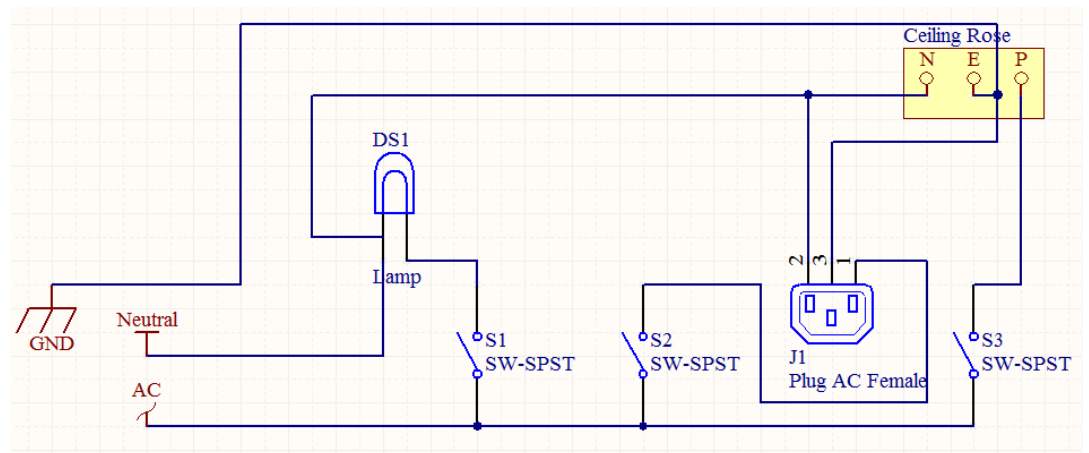 Ceiling Rose
N E P
DS1
Lamp
2 3 1
GND
Neutral
AC
S1
SW-SPST
S2
SW-SPST
J1
Plug AC Female
S3
SW-SPST